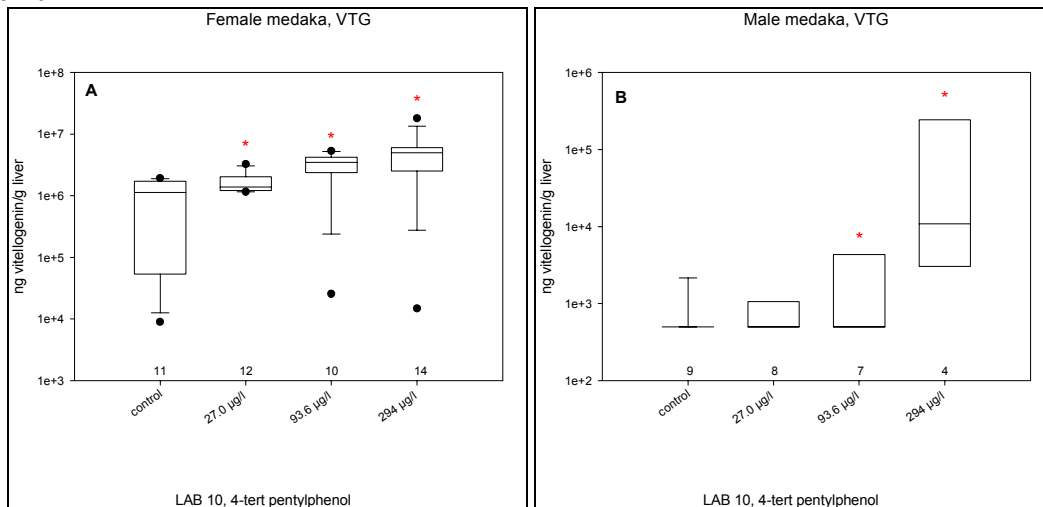 Female medaka, VTG
A
ng vitellogenin/g liver
1e+8
1e+7
1e+6
1e+5
1e+4
1e+3
* * *
11 12 10 14
control 27.0 µg/l 93.6 µg/l 294 µg/l
LAB 10, 4-tert pentylphenol
Male medaka, VTG
B
ng vitellogenin/g liver
1e+6
1e+5
1e+4
1e+3
1e+2
* *
9 8 7 4
control 27.0 µg/l 93.6 µg/l 294 µg/l
LAB 10, 4-tert pentylphenol